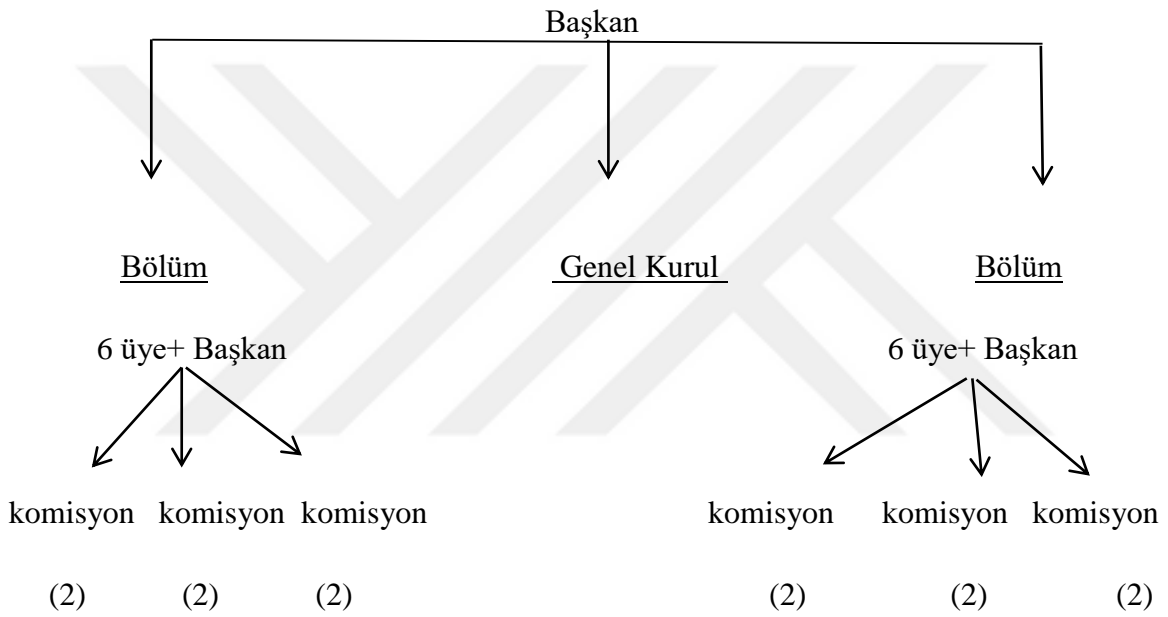 Başkan
Bölüm Genel Kurul Bölüm
6 üye+ Başkan 6 üye+ Başkan
komisyon komisyon komisyon komisyon komisyon komisyon
(2) (2) (2) (2) (2) (2)